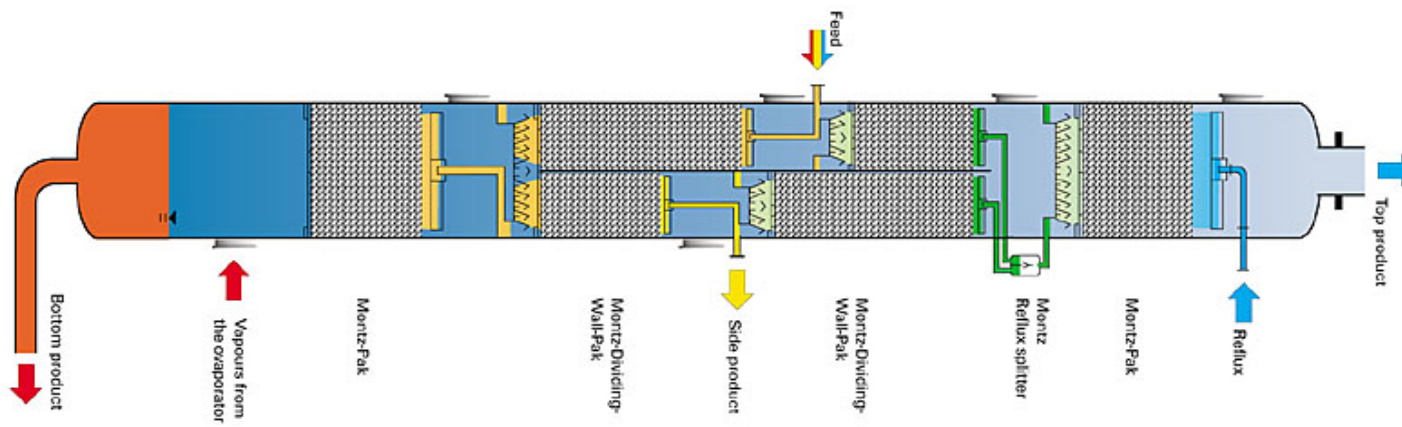 Top product
Reflux
Montz-Pak
Montz
Reflux splitter
Montz-Dividing-
Wall-Pak
Feed
Side product
Montz-Dividing-
Wall-Pak
Montz-Pak
Vapours from
the ovaporator
Bottom product